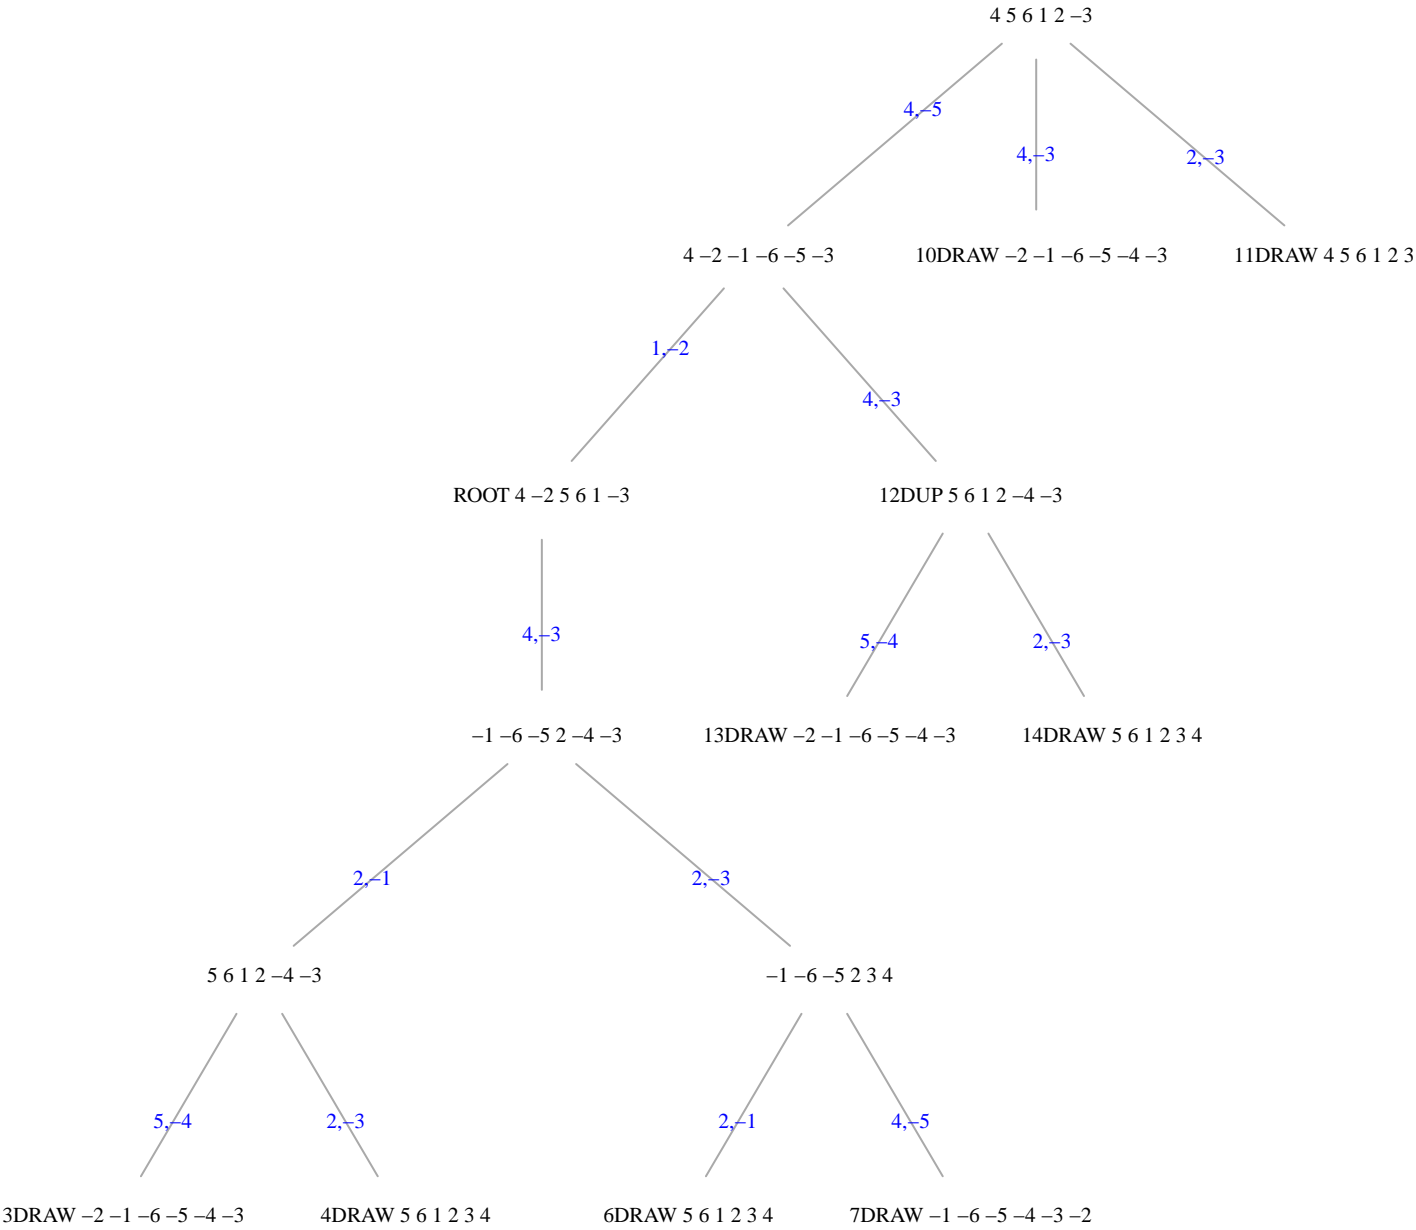 4 5 6 1 2 –3
4,–5
4,–3
2,–3
4 –2 –1 –6 –5 –3
10DRAW –2 –1 –6 –5 –4 –3
11DRAW 4 5 6 1 2 3
1,–2
4,–3
ROOT 4 –2 5 6 1 –3
12DUP 5 6 1 2 –4 –3
4,–3
5,–4
2,–3
–1 –6 –5 2 –4 –3
13DRAW –2 –1 –6 –5 –4 –3
14DRAW 5 6 1 2 3 4
2,–1
2,–3
5 6 1 2 –4 –3
–1 –6 –5 2 3 4
5,–4
2,–3
2,–1
4,–5
3DRAW –2 –1 –6 –5 –4 –3
4DRAW 5 6 1 2 3 4
6DRAW 5 6 1 2 3 4
7DRAW –1 –6 –5 –4 –3 –2